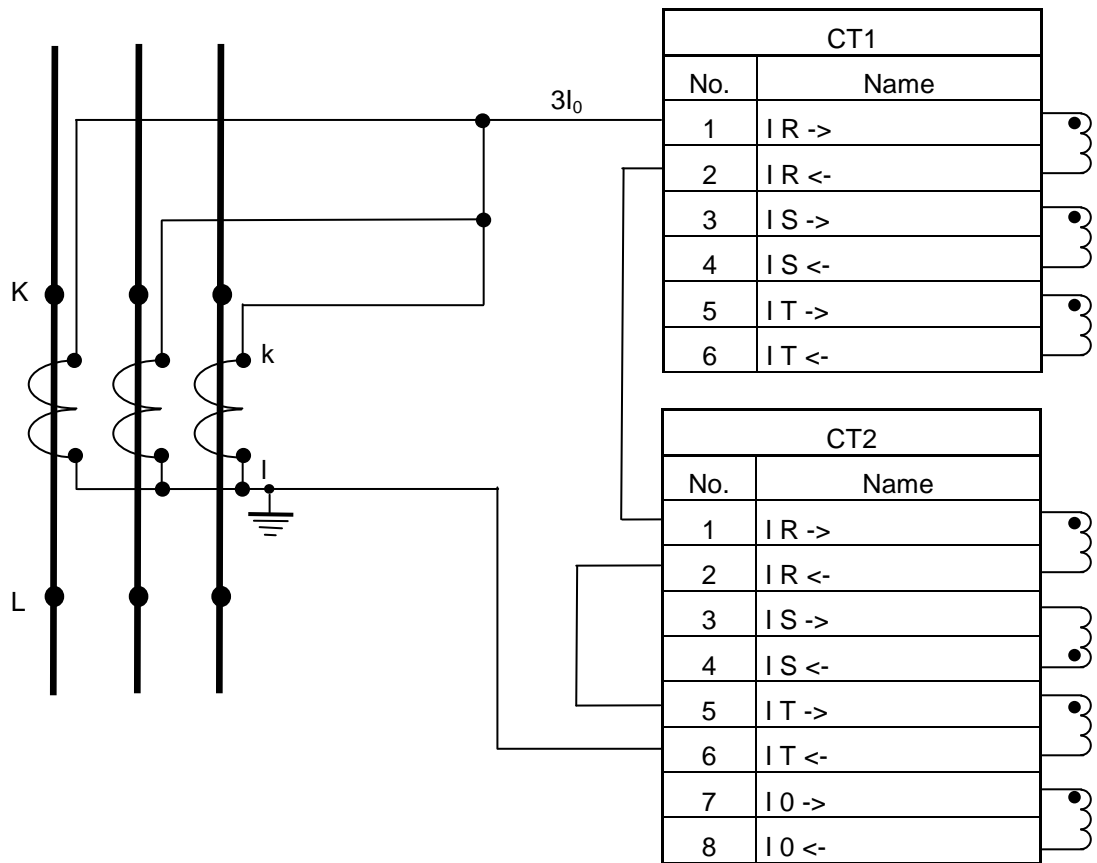 CT1
No. Name
3I₀
1 I R ->
2 I R <-
3 I S ->
4 I S <-
5 I T ->
6 I T <-
K
k
l
L
CT2
No. Name
1 I R ->
2 I R <-
3 I S ->
4 I S <-
5 I T ->
6 I T <-
7 I 0 ->
8 I 0 <-